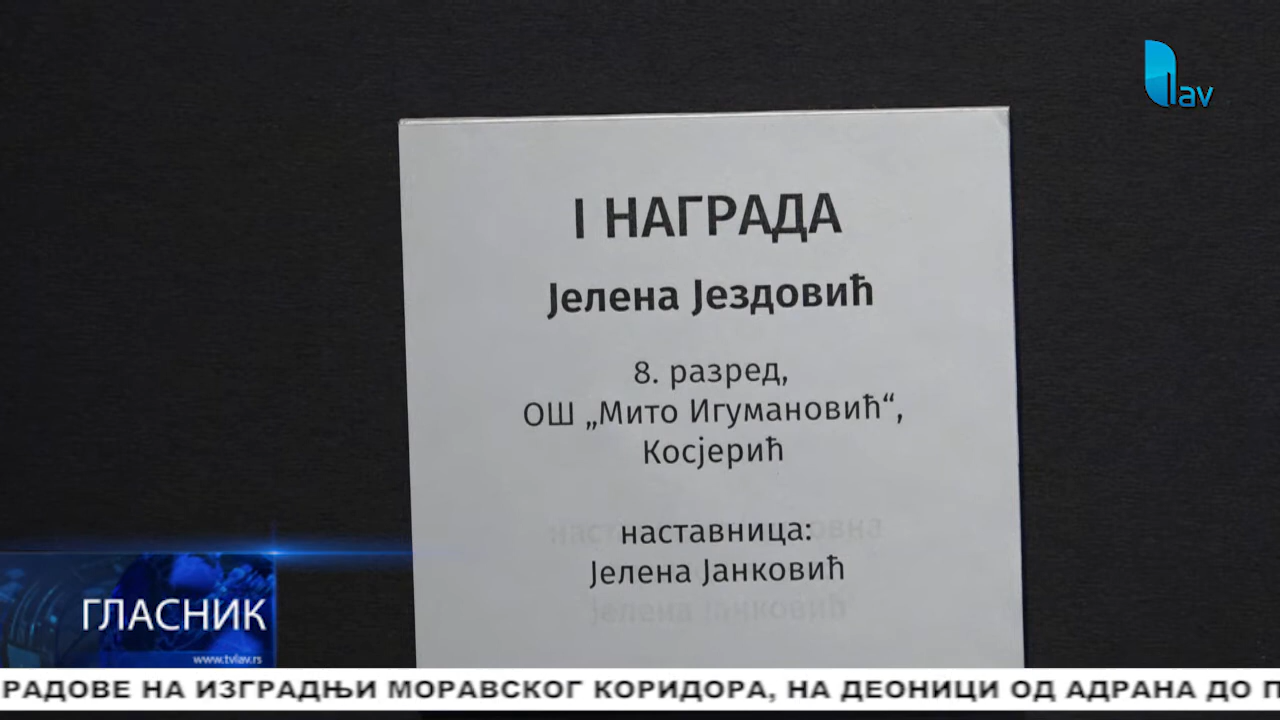 lav
I НАГРАДА
Јелена Јездовић
8. разред,
ОШ „Мито Игумановић“,
Косјерић
наставница:
Јелена Јанковић
ГЛАСНИК
www.tvlav.rs
РАДОВЕ НА ИЗГРАДЊИ МОРАВСКОГ КОРИДОРА, НА ДЕОНИЦИ ОД АДРАНА ДО